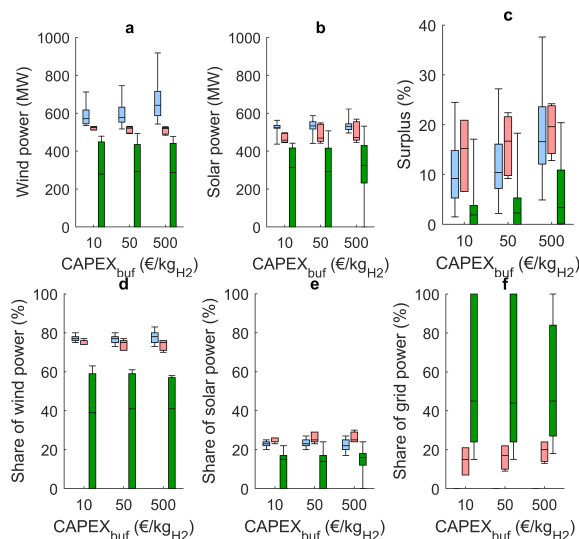 a
b
c
Wind power (MW)
1000
800
600
400
200
0
10 50 500
CAPEX_buf (€/kg_H2)
Solar power (MW)
1000
800
600
400
200
0
10 50 500
CAPEX_buf (€/kg_H2)
Surplus (%)
40
20
0
10 50 500
CAPEX_buf (€/kg_H2)
d
e
f
Share of wind power (%)
100
80
60
40
20
0
10 50 500
CAPEX_buf (€/kg_H2)
Share of solar power (%)
100
80
60
40
20
0
10 50 500
CAPEX_buf (€/kg_H2)
Share of grid power (%)
100
80
60
40
20
0
10 50 500
CAPEX_buf (€/kg_H2)